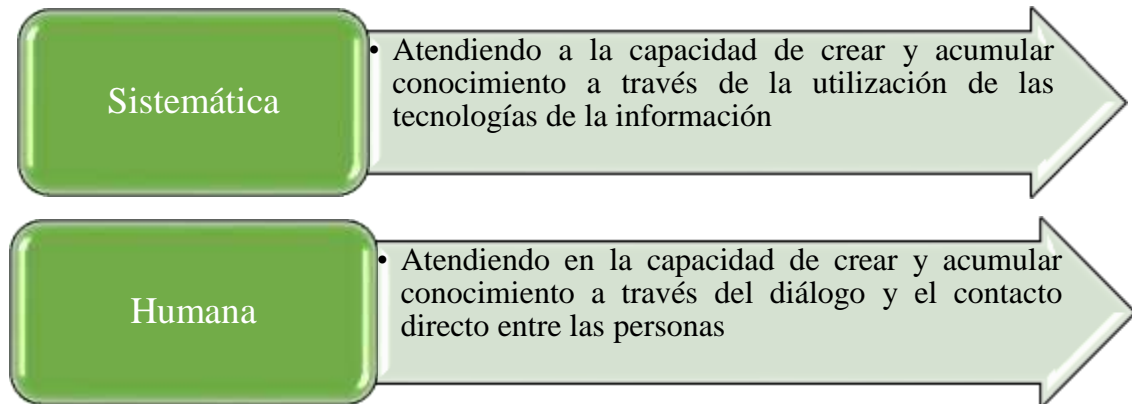 Sistemática
• Atendiendo a la capacidad de crear y acumular
conocimiento a través de la utilización de las
tecnologías de la información
Humana
• Atendiendo en la capacidad de crear y acumular
conocimiento a través del diálogo y el contacto
directo entre las personas